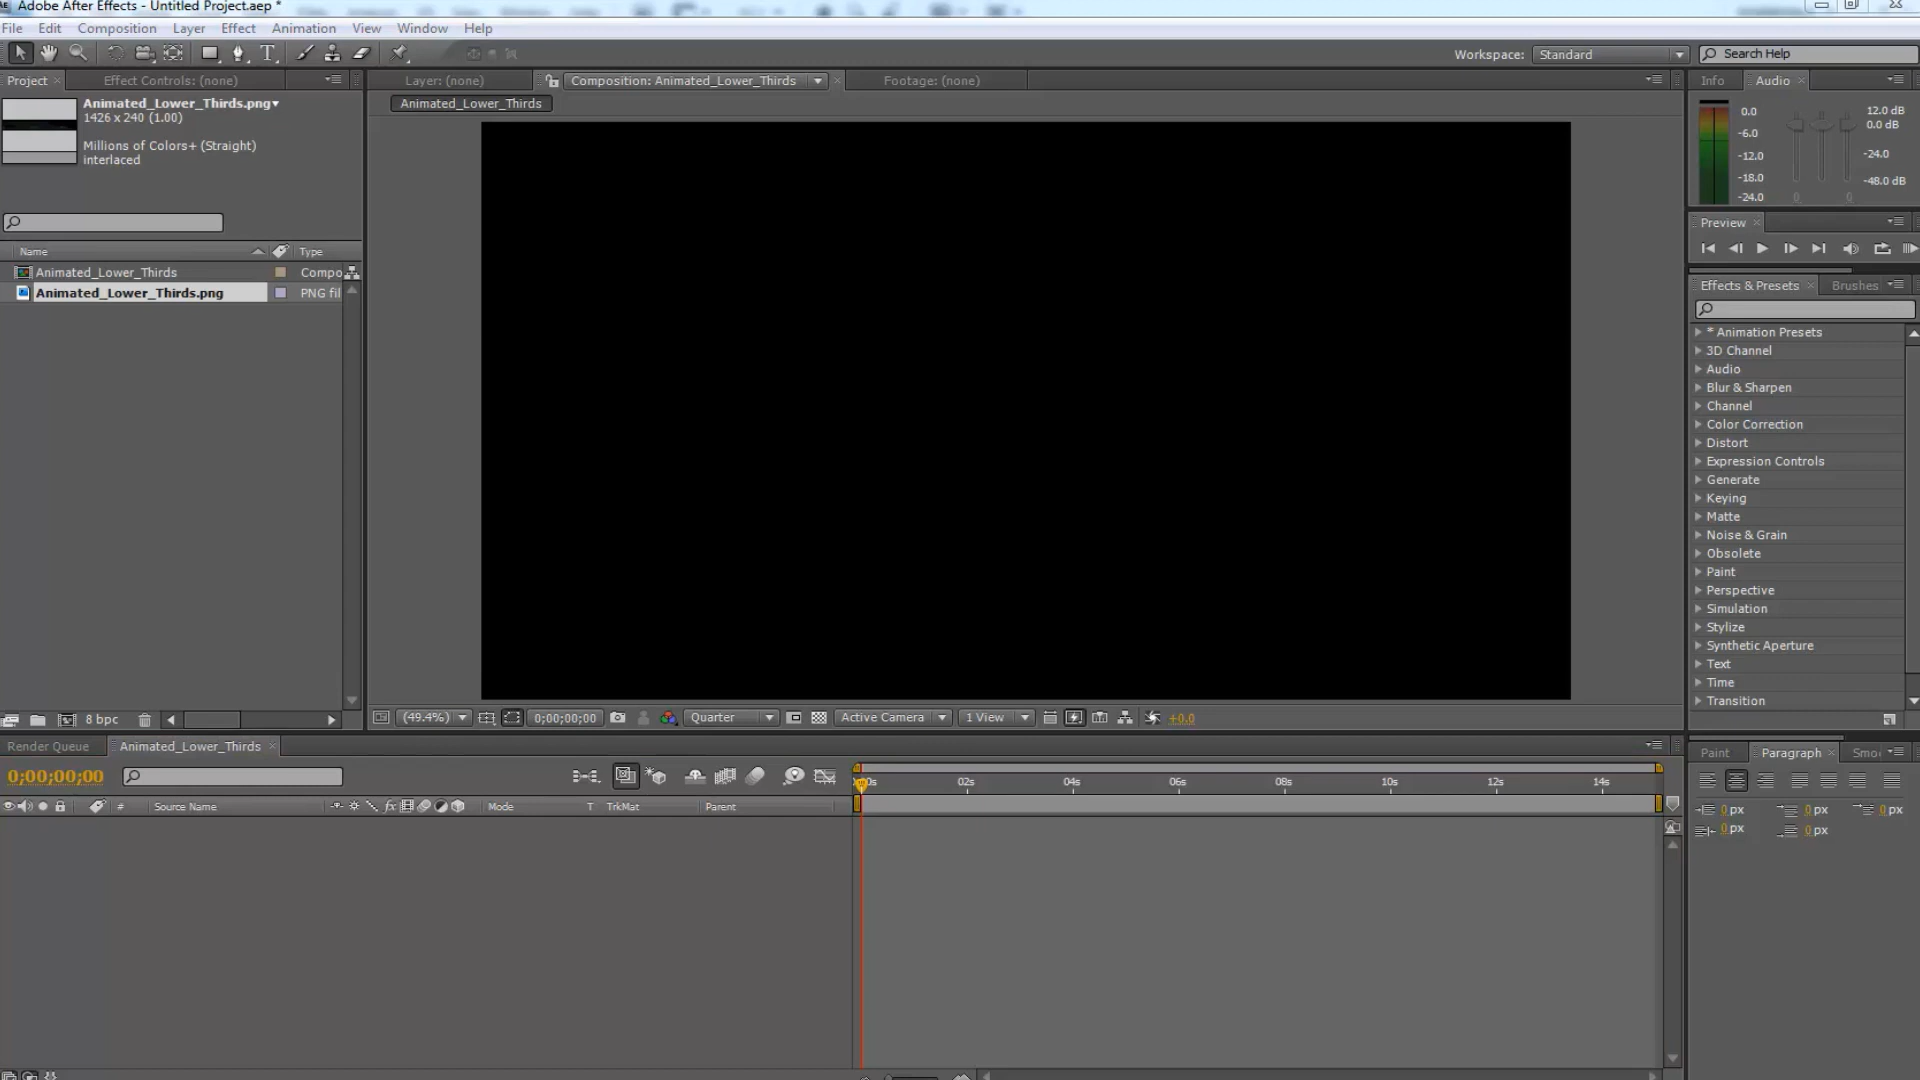 Adobe After Effects - Untitled Project.aep *
File Edit Composition Layer Effect Animation View Window Help
Workspace: Standard Search Help
Project Effect Controls: (none) Layer: (none) Composition: Animated_Lower_Thirds Footage: (none) Info Audio
Animated_Lower_Thirds.png
1426 x 240 (1.00)
Millions of Colors+ (Straight)
interlaced
Animated_Lower_Thirds
0.0
-6.0
-12.0
-18.0
-24.0
12.0 dB
0.0 dB
-24.0
-48.0 dB
0 0
Preview
Name Type
Animated_Lower_Thirds Compo
Animated_Lower_Thirds.png PNG fil
Effects & Presets Brushes
* Animation Presets
3D Channel
Audio
Blur & Sharpen
Channel
Color Correction
Distort
Expression Controls
Generate
Keying
Matte
Noise & Grain
Obsolete
Paint
Perspective
Simulation
Stylize
Synthetic Aperture
Text
Time
Transition
8 bpc
(49.4%) 0;00;00;00 Quarter Active Camera 1 View +0.0
Render Queue Animated_Lower_Thirds
0;00;00;00
02s 04s 06s 08s 10s 12s 14s
# Source Name fx Mode T TrkMat Parent
Paint Paragraph Smo
0 px 0 px 0 px
0 px 0 px